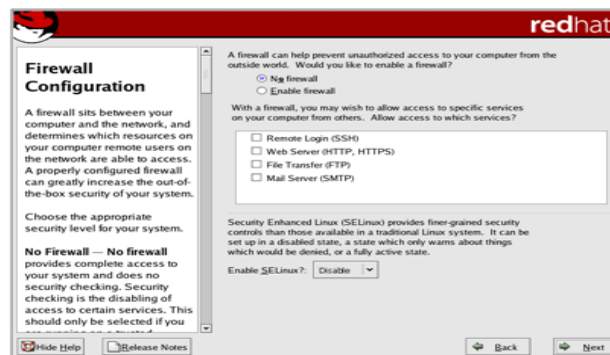 redhat
Firewall
Configuration
A firewall sits between your
computer and the network, and
determines which resources on
your computer remote users on
the network are able to access.
A properly configured firewall
can greatly increase the out-of-
the-box security of your system.
Choose the appropriate
security level for your system.
No Firewall — No firewall
provides complete access to
your system and does no
security checking. Security
checking is the disabling of
access to certain services. This
should only be selected if you
are running on a trusted
A firewall can help prevent unauthorized access to your computer from the
outside world. Would you like to enable a firewall?
No firewall
Enable firewall
With a firewall, you may wish to allow access to specific services
on your computer from others. Allow access to which services?
Remote Login (SSH)
Web Server (HTTP, HTTPS)
File Transfer (FTP)
Mail Server (SMTP)
Security Enhanced Linux (SELinux) provides finer-grained security
controls than those available in a traditional Linux system. It can be
set up in a disabled state, a state which only warns about things
which would be denied, or a fully active state.
Enable SELinux?: Disable
Hide Help
Release Notes
Back
Next